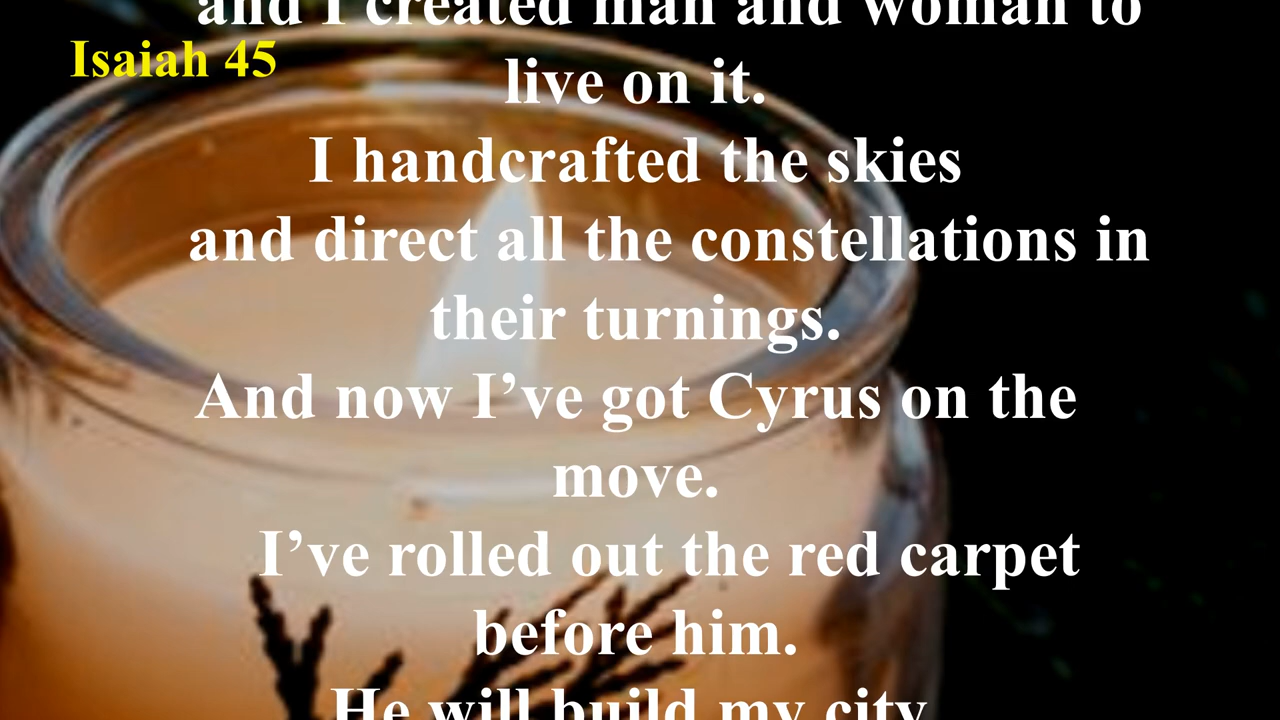 and I created man and woman to
Isaiah 45
live on it.
I handcrafted the skies
and direct all the constellations in
their turnings.
And now I’ve got Cyrus on the
move.
I’ve rolled out the red carpet
before him.
He will build my city.